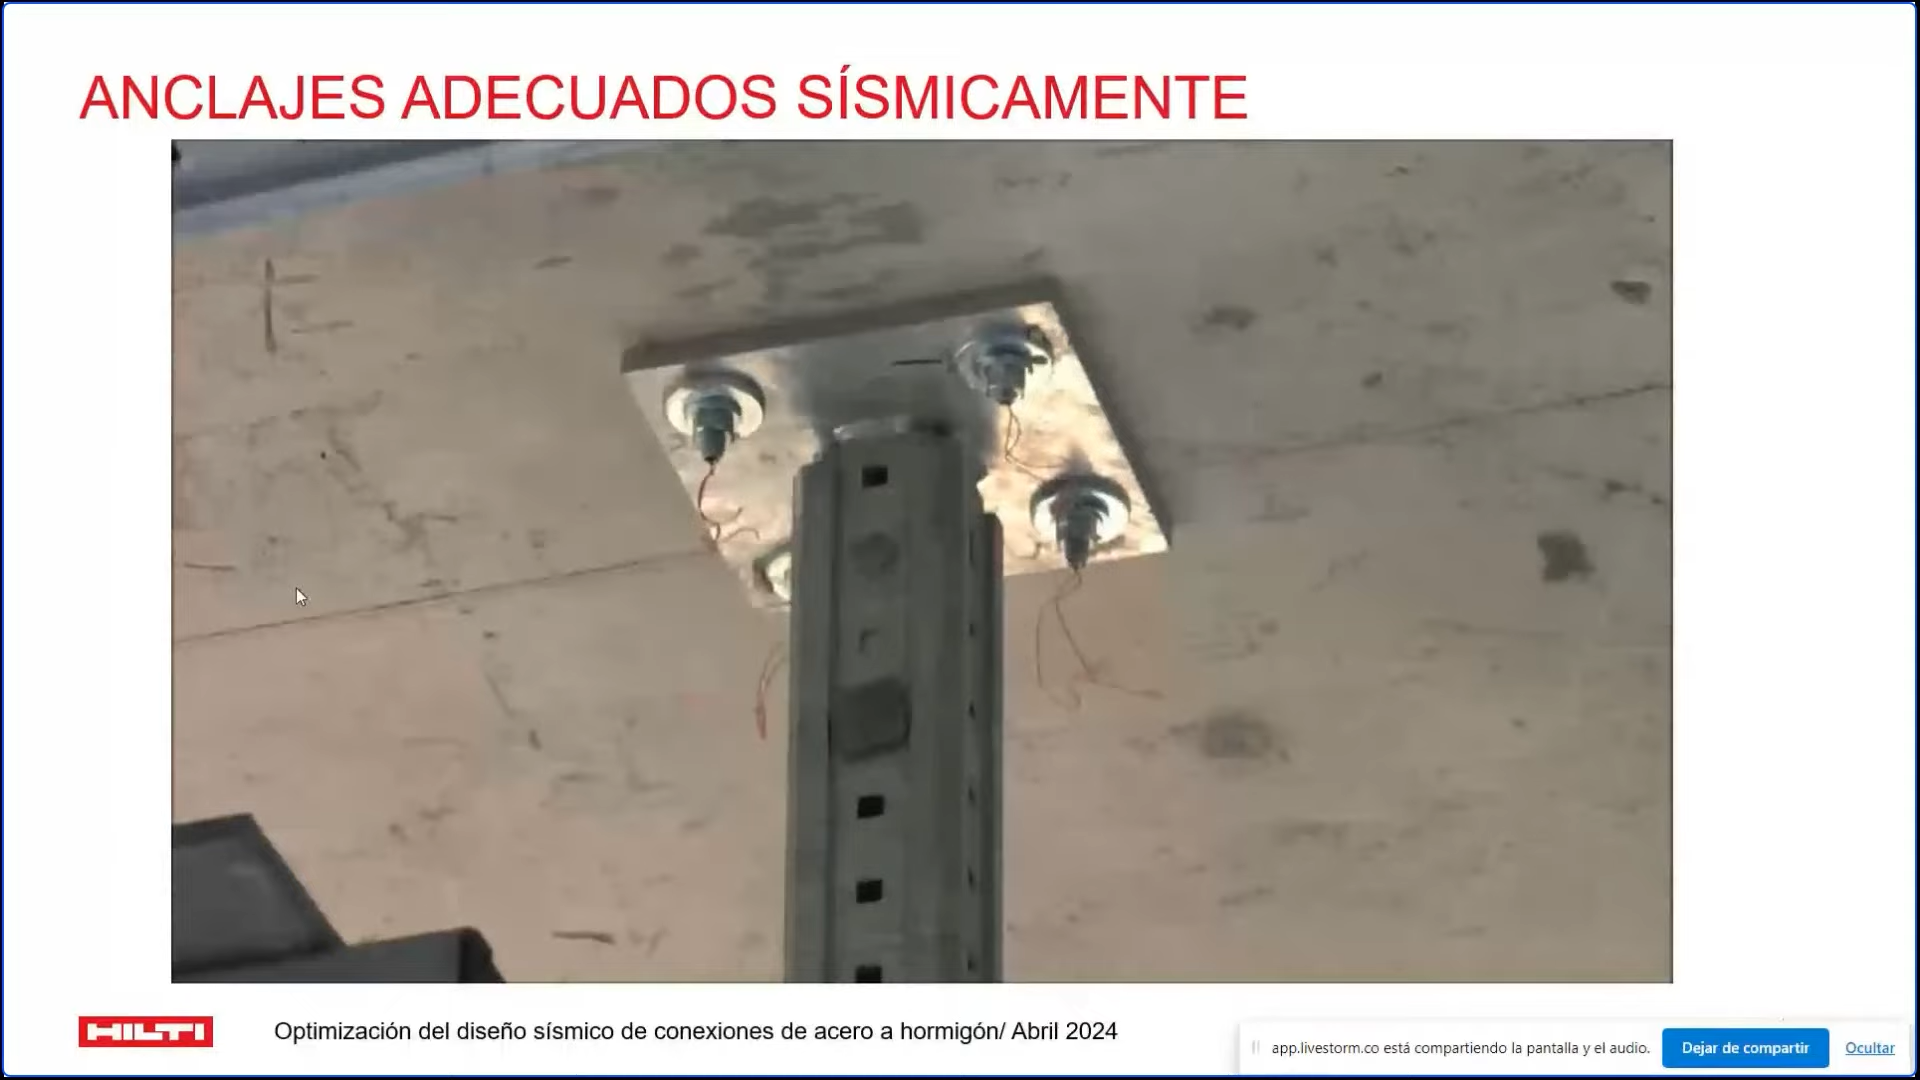 ANCLAJES ADECUADOS SÍSMICAMENTE
HILTI
Optimización del diseño sísmico de conexiones de acero a hormigón/ Abril 2024
app.livestorm.co está compartiendo la pantalla y el audio.
Dejar de compartir
Ocultar